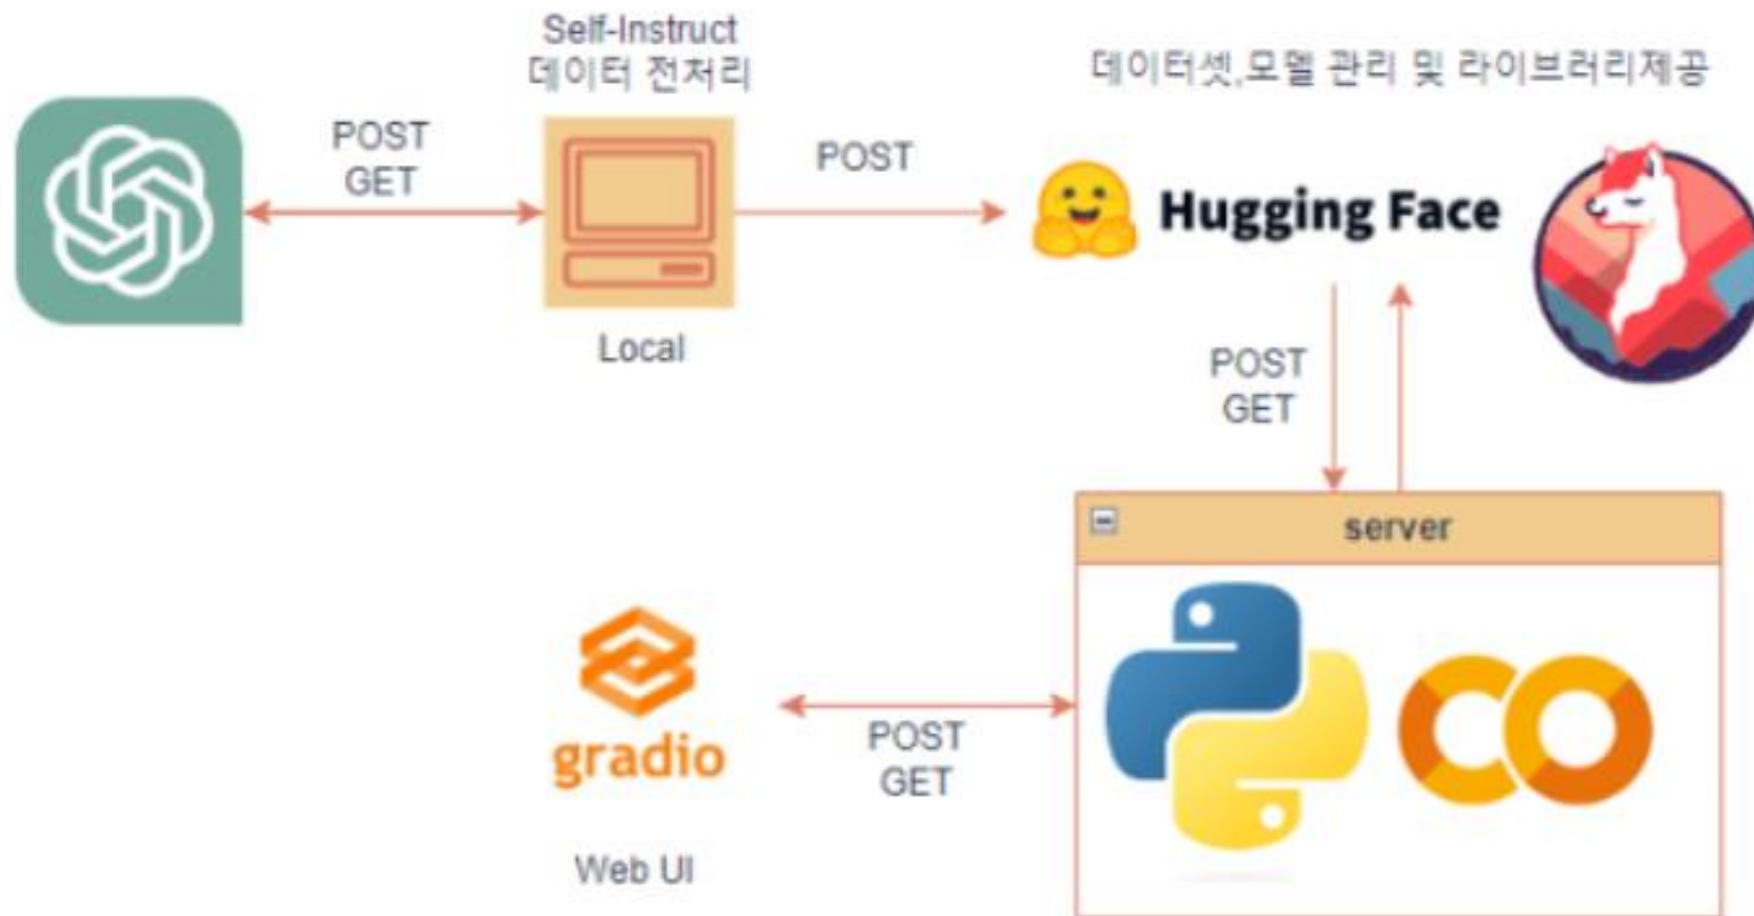 Self-Instruct
데이터 전처리
데이터셋,모델 관리 및 라이브러리제공
POST
GET
POST
Hugging Face
Local
POST
GET
server
gradio
POST
GET
Web UI